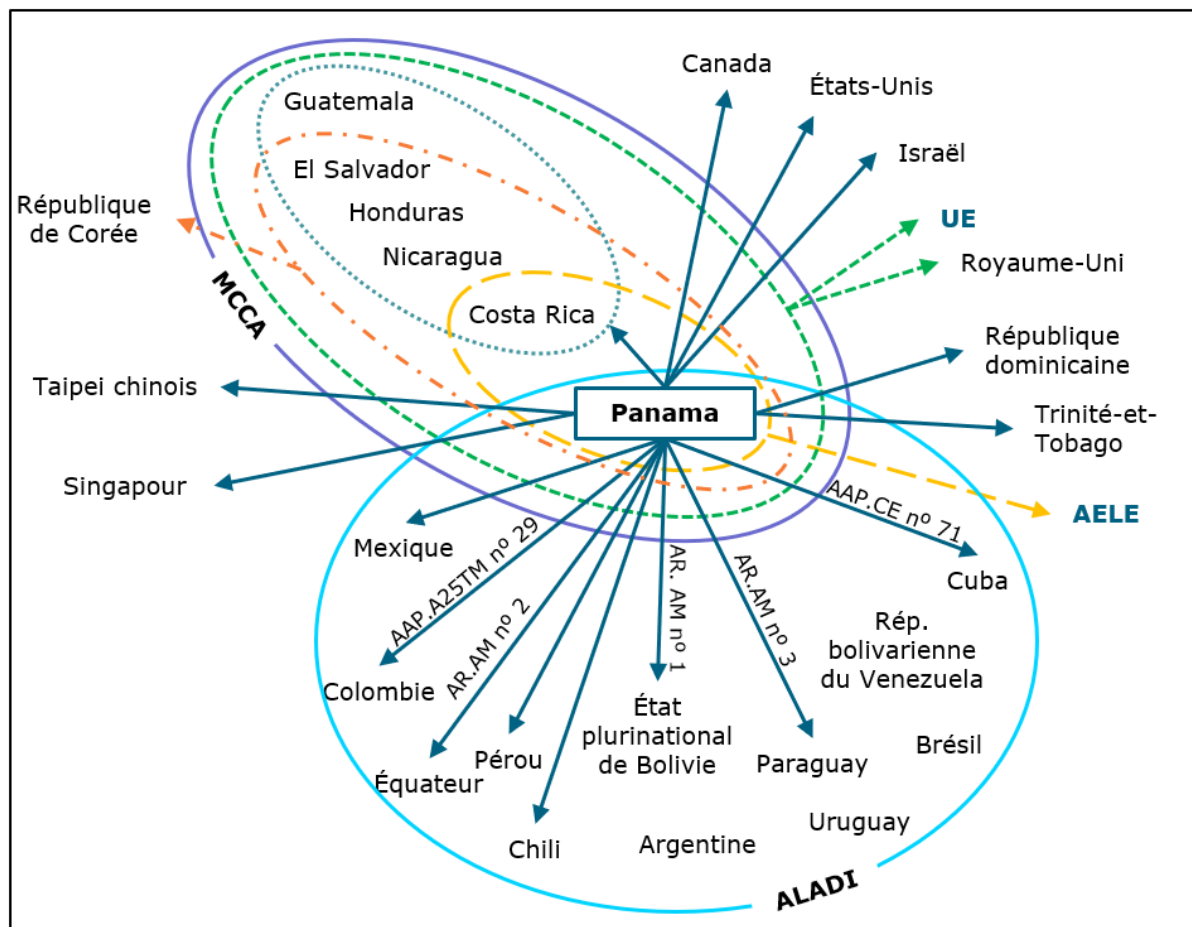 Canada
États-Unis
Guatemala
Israël
El Salvador
République
de Corée
Honduras
UE
Nicaragua
Royaume-Uni
MCCA
Costa Rica
République
dominicaine
Taipei chinois
Panama
Trinité-et-
Tobago
Singapour
AAP.CE nº 71
AELE
Mexique
AAP.A25TM nº 29
AR. AM nº 1
AR.AM nº 3
Cuba
AR.AM nº 2
Rép.
bolivarienne
du Venezuela
Colombie
État
plurinational
de Bolivie
Pérou
Paraguay
Brésil
Équateur
Uruguay
Chili
Argentine
ALADI